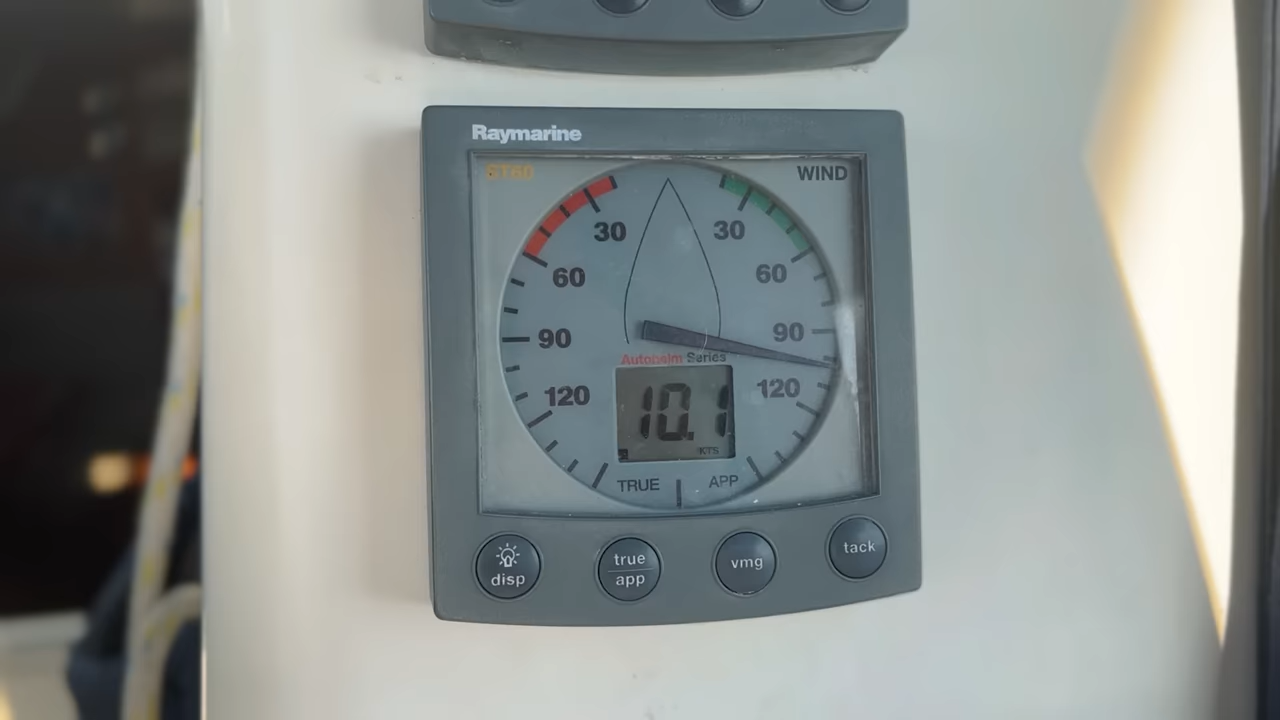 Raymarine
ST60 WIND
30 30
60 60
90 90
Autohelm Series
120 120
10.1
KTS
TRUE APP
disp
true
app
vmg
tack